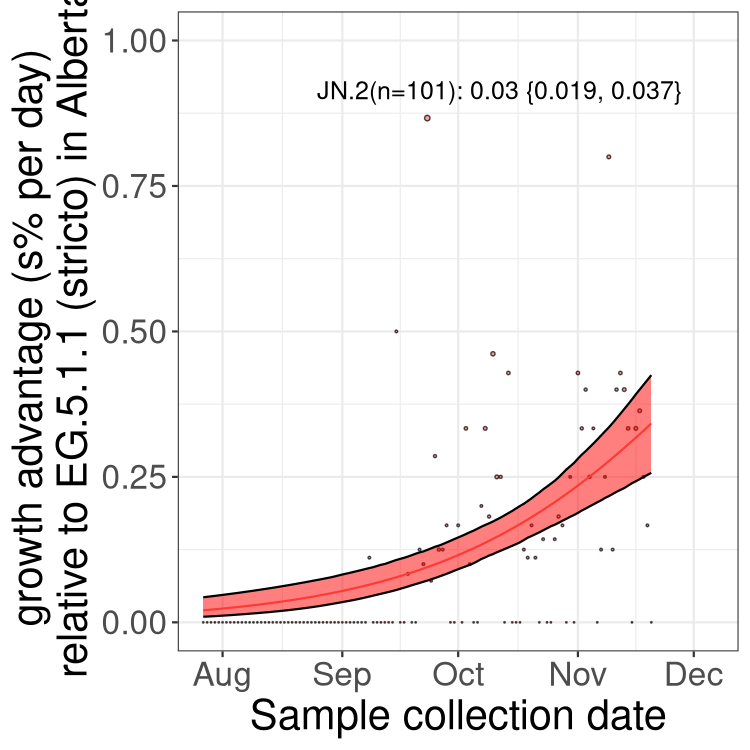 growth advantage (s% per day)
relative to EG.5.1.1 (stricto) in Alberta
1.00
JN.2(n=101): 0.03 {0.019, 0.037}
0.75
0.50
0.25
0.00
Aug Sep Oct Nov Dec
Sample collection date